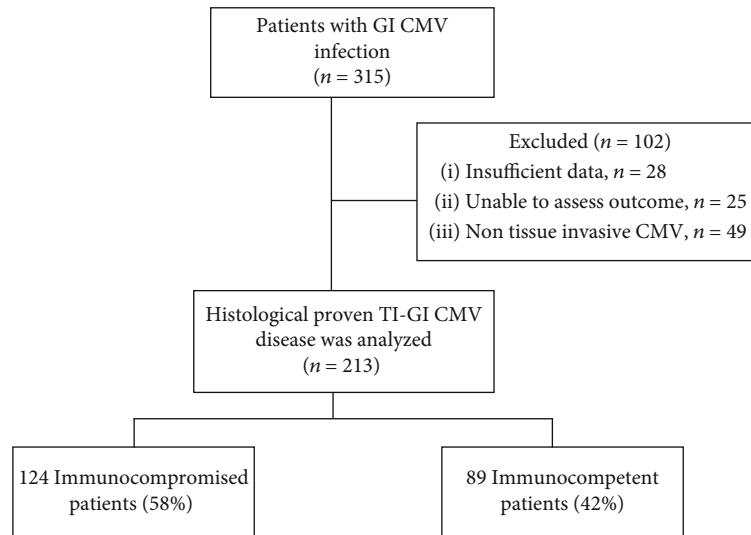 Patients with GI CMV
infection
(n = 315)
Excluded (n = 102)
(i) Insufficient data, n = 28
(ii) Unable to assess outcome, n = 25
(iii) Non tissue invasive CMV, n = 49
Histological proven TI-GI CMV
disease was analyzed
(n = 213)
124 Immunocompromised
patients (58%)
89 Immunocompetent
patients (42%)